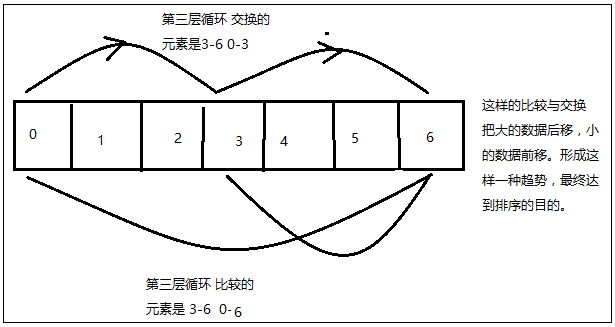 第三层循环 交换的
元素是3-6 0-3
0 1 2 3 4 5 6
这样的比较与交换
把大的数据后移，小
的数据前移。形成这
样一种趋势，最终达
到排序的目的。
第三层循环 比较的
元素是 3-6 0-6